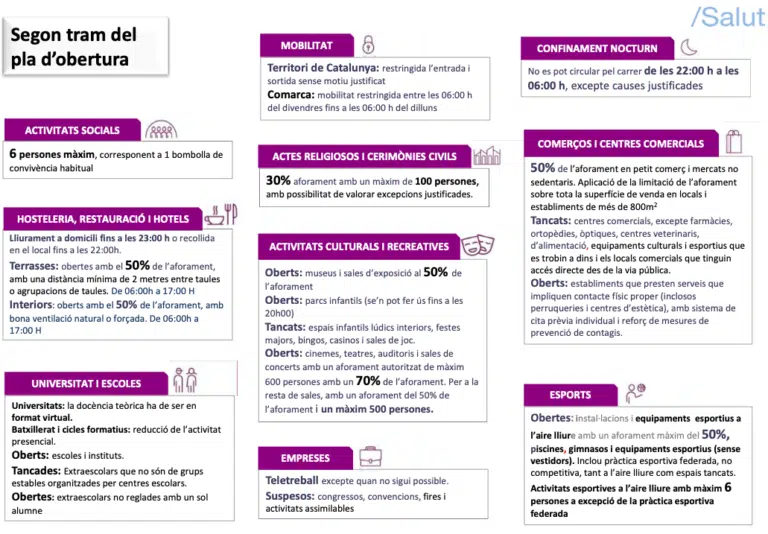 /Salut
Segon tram del
pla d’obertura
MOBILITAT
Territori de Catalunya: restringida l’entrada i
sortida sense motiu justificat
Comarca: mobilitat restringida entre les 06:00 h
del divendres fins a les 06:00 h del dilluns
CONFINAMENT NOCTURN
No es pot circular pel carrer de les 22:00 h a les
06:00 h, excepte causes justificades
ACTIVITATS SOCIALS
6 persones màxim, corresponent a 1 bombolla de
convivència habitual
ACTES RELIGIOSOS I CERIMÒNIES CIVILS
30% aforament amb un màxim de 100 persones,
amb possibilitat de valorar excepcions justificades.
COMERÇOS I CENTRES COMERCIALS
50% de l’aforament en petit comerç i mercats no
sedentaris. Aplicació de la limitació de l’aforament
sobre tota la superfície de venda en locals i
establiments de més de 800m2
Tancats: centres comercials, excepte farmàcies,
ortopèdies, òptiques, centres veterinaris,
d’alimentació, equipaments culturals i esportius que
es trobin a dins i els locals comercials que tinguin
accés directe des de la via pública.
Oberts: establiments que presten serveis que
impliquen contacte físic proper (inclosos
perruqueries i centres d’estètica), amb sistema de
cita prèvia individual i reforç de mesures de
prevenció de contagis.
HOSTELERIA, RESTAURACIÓ I HOTELS
Lliurament a domicili fins a les 23:00 h o recollida
en el local fins a les 22:00h.
Terrasses: obertes amb el 50% de l’aforament,
amb una distància mínima de 2 metres entre taules
o agrupacions de taules. De 06:00h a 17:00 H
Interiors: oberts amb el 50% de l’aforament, amb
bona ventilació natural o forçada. De 06:00h a
17:00 H
ACTIVITATS CULTURALS I RECREATIVES
Oberts: museus i sales d’exposició al 50% de
l’aforament
Oberts: parcs infantils (se’n pot fer ús fins a les
20h00)
Tancats: espais infantils lúdics interiors, festes
majors, bingos, casinos i sales de joc.
Oberts: cinemes, teatres, auditoris i sales de
concerts amb un aforament autoritzat de màxim
600 persones amb un 70% de l’aforament. Per a la
resta de sales, amb un aforament del 50% de
l’aforament i un màxim 500 persones.
UNIVERSITAT I ESCOLES
Universitats: la docència teòrica ha de ser en
format virtual.
Batxillerat i cicles formatius: reducció de l’activitat
presencial.
Oberts: escoles i instituts.
Tancades: Extraescolars que no són de grups
estables organitzades per centres escolars.
Obertes: extraescolars no reglades amb un sol
alumne
EMPRESES
Teletreball excepte quan no sigui possible.
Suspesos: congressos, convencions, fires i
activitats assimilables
ESPORTS
Obertes: instal·lacions i equipaments esportius a
l’aire lliure amb un aforament màxim del 50%,
piscines, gimnasos i equipaments esportius (sense
vestidors). Inclou pràctica esportiva federada, no
competitiva, tant a l’aire lliure com espais tancats.
Activitats esportives a l’aire lliure amb màxim 6
persones a excepció de la pràctica esportiva
federada